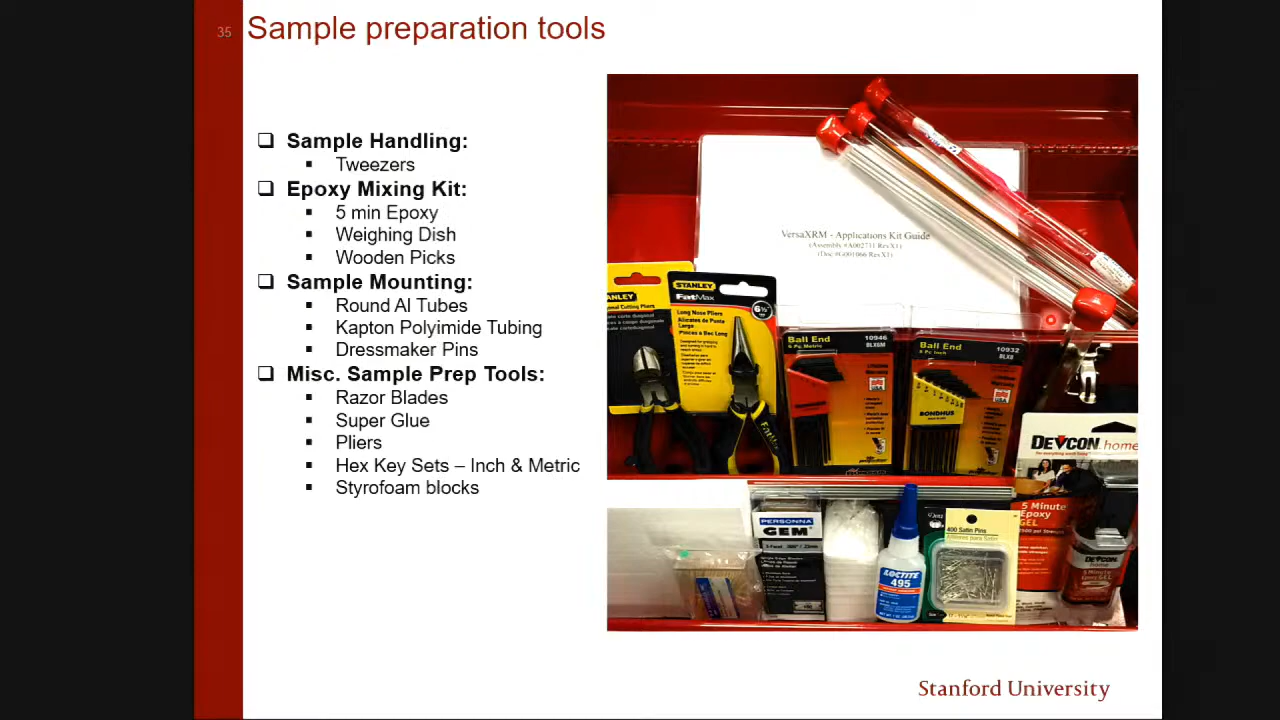 35
Sample preparation tools
Sample Handling:
Tweezers
Epoxy Mixing Kit:
5 min Epoxy
Weighing Dish
Wooden Picks
Sample Mounting:
Round Al Tubes
Kapton Polyimide Tubing
Dressmaker Pins
Misc. Sample Prep Tools:
Razor Blades
Super Glue
Pliers
Hex Key Sets – Inch & Metric
Styrofoam blocks
VersaXRM - Applications Kit Guide
STANLEY
FatMax
Long Nose Pliers
Ball End
10946
BLX6M
Ball End
10932
BLX8
BONDHUS
DEVCON home
5 Minute
Epoxy
GEL
PERSONNA
GEM
LOCTITE
495
400 Satin Pins
DEVCON
Stanford University